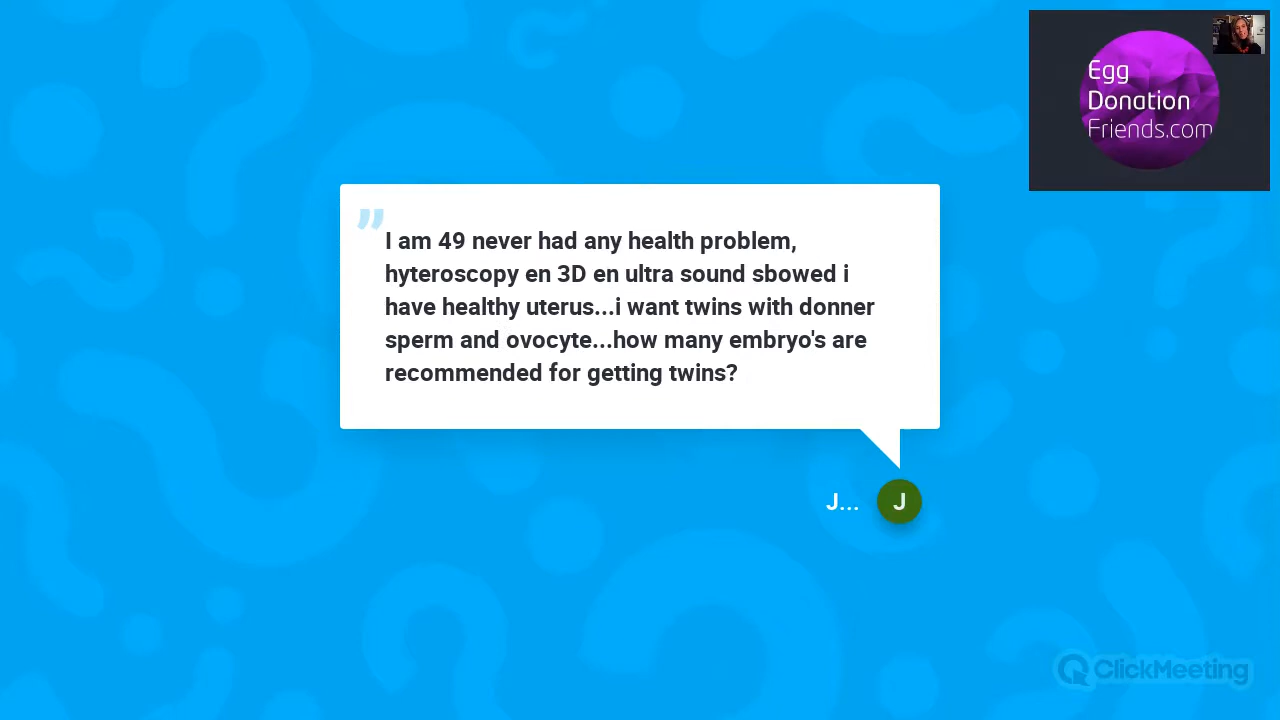 Egg
Donation
Friends.com
"
I am 49 never had any health problem,
hyteroscopy en 3D en ultra sound sbowed i
have healthy uterus...i want twins with donner
sperm and ovocyte...how many embryo's are
recommended for getting twins?
J... J
ClickMeeting